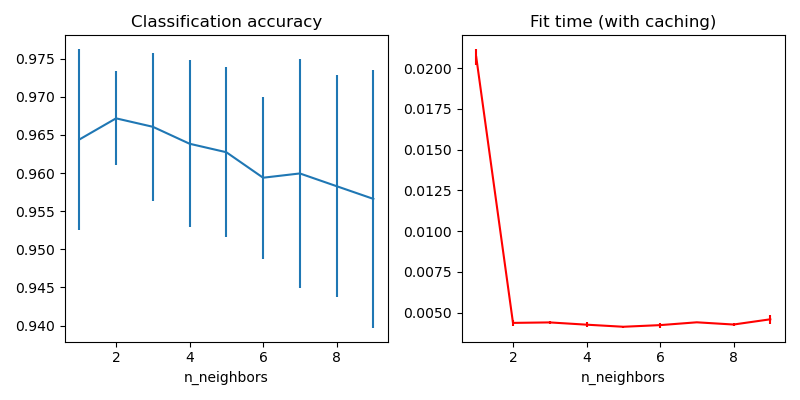 Classification accuracy
0.975
0.970
0.965
0.960
0.955
0.950
0.945
0.940
2 4 6 8
n_neighbors
Fit time (with caching)
0.0200
0.0175
0.0150
0.0125
0.0100
0.0075
0.0050
2 4 6 8
n_neighbors